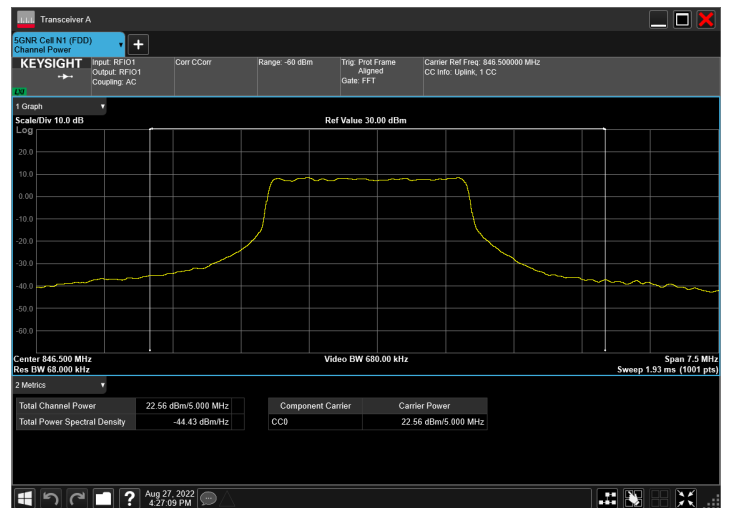 Transceiver A
5GNR Cell N1 (FDD)
Channel Power
+
KEYSIGHT
Input: RFIO1
Output: RFIO1
Coupling: AC
Corr CCorr
Range: -60 dBm
Trig: Prot Frame
Aligned
Gate: FFT
Carrier Ref Freq: 846.500000 MHz
CC Info: Uplink, 1 CC
1 Graph
Scale/Div 10.0 dB
Ref Value 30.00 dBm
Log
20.0
10.0
0.00
-10.0
-20.0
-30.0
-40.0
-50.0
-60.0
Center 846.500 MHz
Video BW 680.00 kHz
Span 7.5 MHz
Res BW 68.000 kHz
Sweep 1.93 ms (1001 pts)
2 Metrics
Total Channel Power 22.56 dBm/5.000 MHz
Total Power Spectral Density -44.43 dBm/Hz
Component Carrier Carrier Power
CC0 22.56 dBm/5.000 MHz
?
Aug 27, 2022
4:27:09 PM